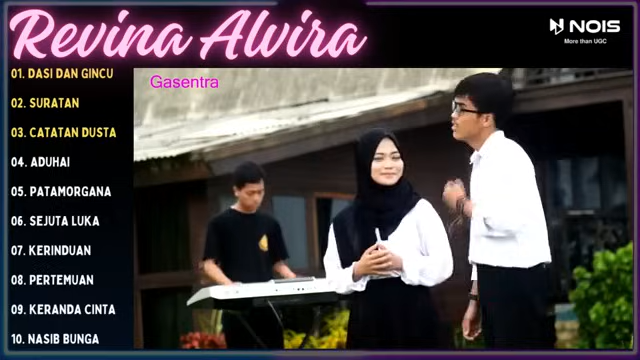 Revina Alvira
NOIS
More than UGC
Gasentra
01. DASI DAN GINCU
02. SURATAN
03. CATATAN DUSTA
04. ADUHAI
05. PATAMORGANA
06. SEJUTA LUKA
07. KERINDUAN
08. PERTEMUAN
09. KERANDA CINTA
10. NASIB BUNGA